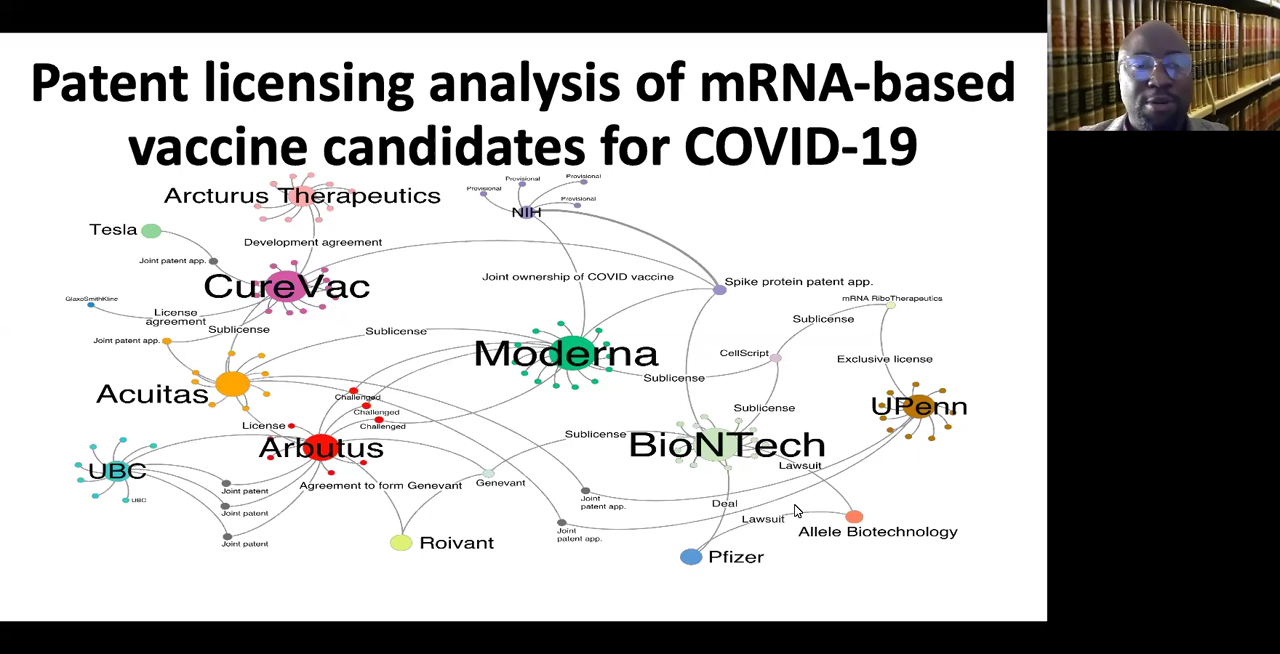 Patent licensing analysis of mRNA-based
vaccine candidates for COVID-19
Arcturus Therapeutics
Provisional
Provisional
Provisional
Provisional
NIH
Tesla
Development agreement
Joint patent app.
Joint ownership of COVID vaccine
Spike protein patent app.
CureVac
GlaxoSmithKline
License
agreement
mRNA RiboTherapeutics
Sublicense
Sublicense
Sublicense
Joint patent app.
Moderna
CellScript
Exclusive license
Sublicense
Acuitas
Challenged
Challenged
Challenged
Sublicense
UPenn
License
Arbutus
Sublicense
BioNTech
UBC
Lawsuit
Agreement to form Genevant
Genevant
Joint patent
UBC
Joint
patent app.
Deal
Joint patent
Lawsuit
Joint
patent app.
Allele Biotechnology
Joint patent
Roivant
Pfizer